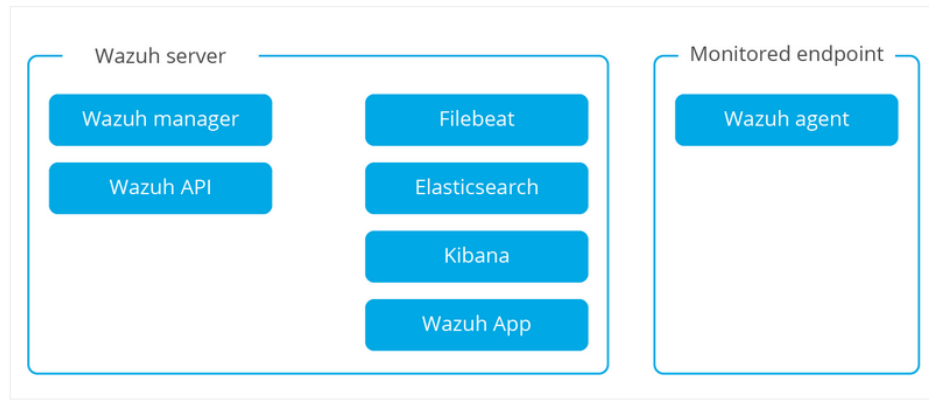 Wazuh server
Wazuh manager
Wazuh API
Filebeat
Elasticsearch
Kibana
Wazuh App
Monitored endpoint
Wazuh agent